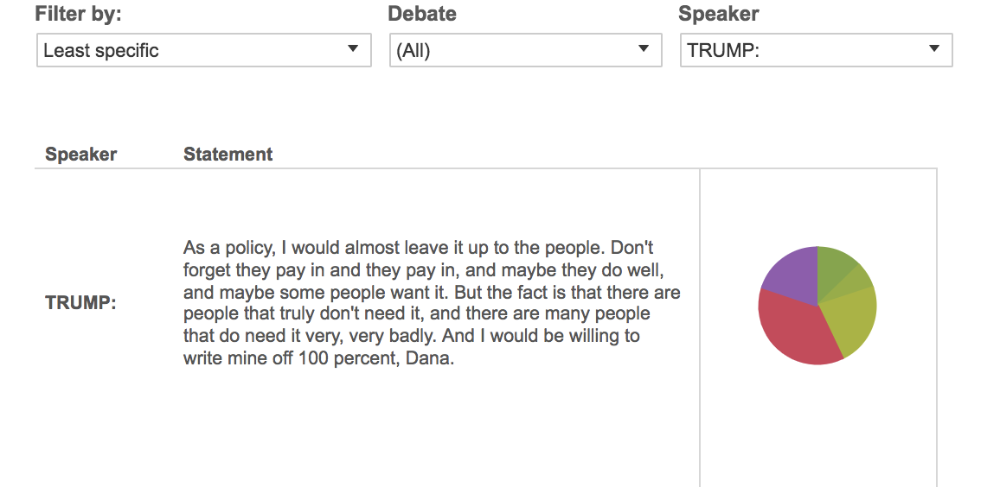 Filter by: Debate Speaker
Least specific (All) TRUMP:
Speaker Statement
As a policy, I would almost leave it up to the people. Don't
forget they pay in and they pay in, and maybe they do well,
and maybe some people want it. But the fact is that there are
TRUMP:
people that truly don't need it, and there are many people
that do need it very, very badly. And I would be willing to
write mine off 100 percent, Dana.